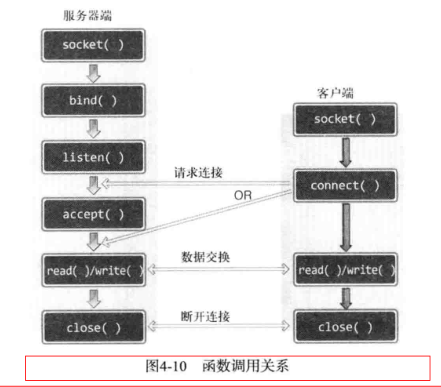 服务器端
socket( )
bind( )
listen( )
accept( )
read( )/write( )
close( )
客户端
socket( )
connect( )
read( )/write( )
close( )
请求连接
OR
数据交换
断开连接
图4-10 函数调用关系